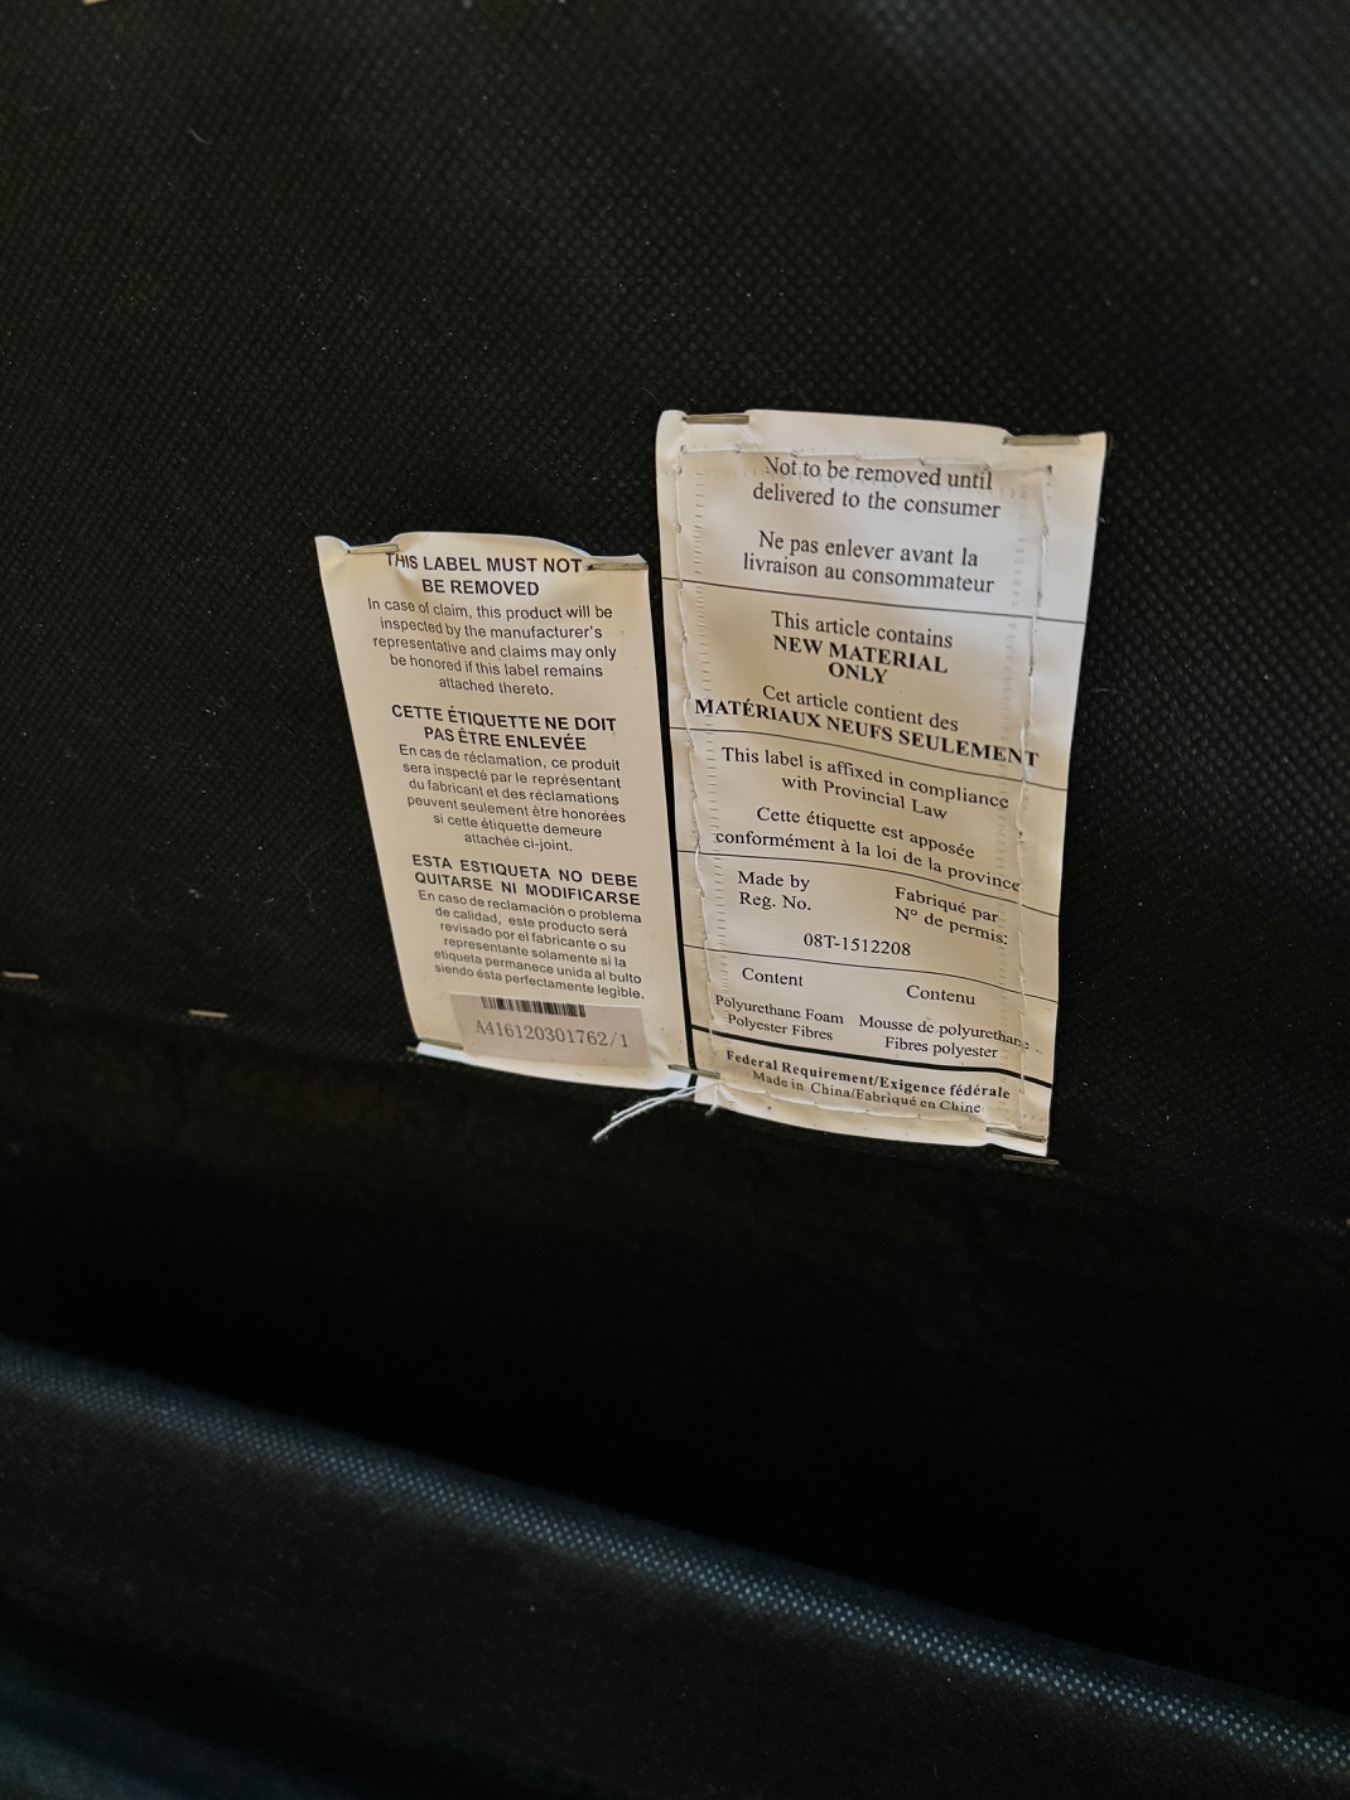 THIS LABEL MUST NOT
BE REMOVED
In case of claim, this product will be
inspected by the manufacturer's
representative and claims may only
be honored if this label remains
attached thereto.
CETTE ÉTIQUETTE NE DOIT
PAS ÊTRE ENLEVÉE
En cas de réclamation, ce produit
sera inspecté par le représentant
du fabricant et des réclamations
peuvent seulement être honorées
si cette étiquette demeure
attachée ci-joint.
ESTA ESTIQUETA NO DEBE
QUITARSE NI MODIFICARSE
En caso de reclamación o problema
de calidad, este producto será
revisado por el fabricante o su
representante solamente si la
etiqueta permanece unida al bulto
siendo ésta perfectamente legible.
A416120301762/1
Not to be removed until
delivered to the consumer
Ne pas enlever avant la
livraison au consommateur
This article contains
NEW MATERIAL
ONLY
Cet article contient des
MATÉRIAUX NEUFS SEULEMENT
This label is affixed in compliance
with Provincial Law
Cette étiquette est apposée
conformément à la loi de la province
Made by Fabriqué par
Reg. No. N° de permis:
08T-1512208
Content Contenu
Polyurethane Foam Mousse de polyurethane
Polyester Fibres Fibres polyester
Federal Requirement/Exigence fédérale
Made in China/Fabriqué en Chine